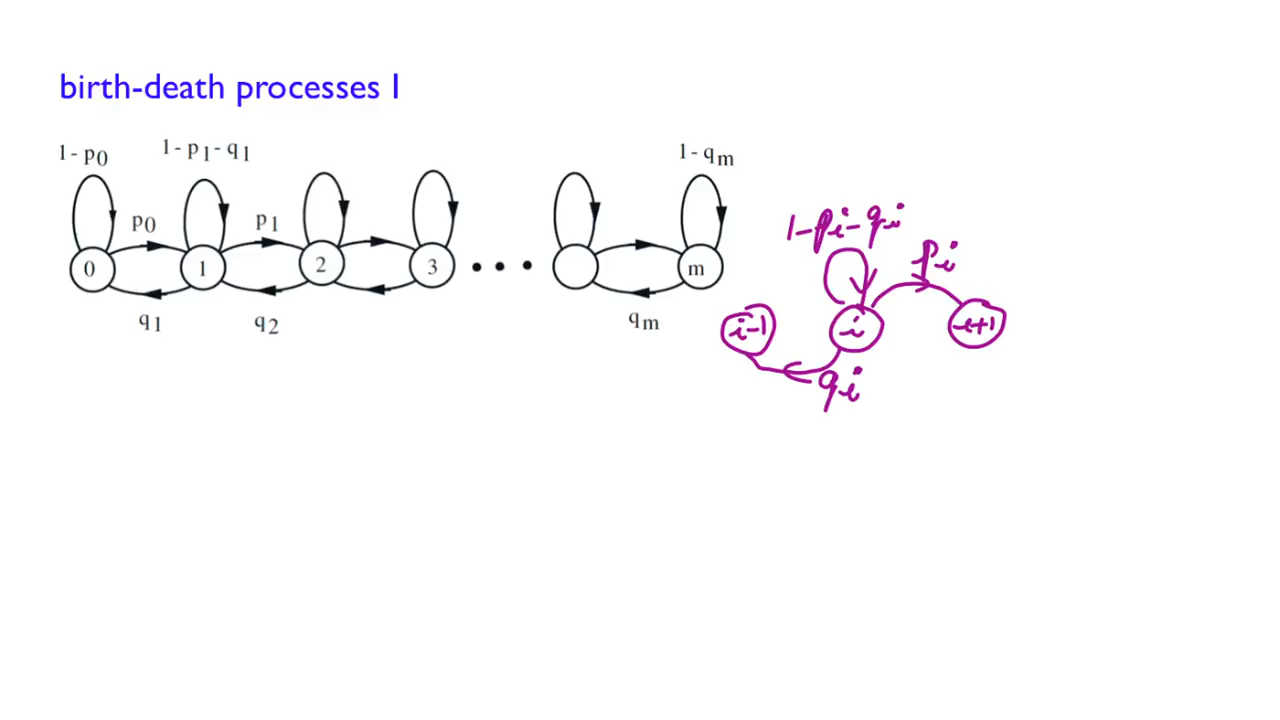 birth-death processes I
1-p0 1-p1-q1 1-qm
p0 p1
0 1 2 3 • • • m
q1 q2 qm
1-pi-qi
pi
i-1 i i+1
qi